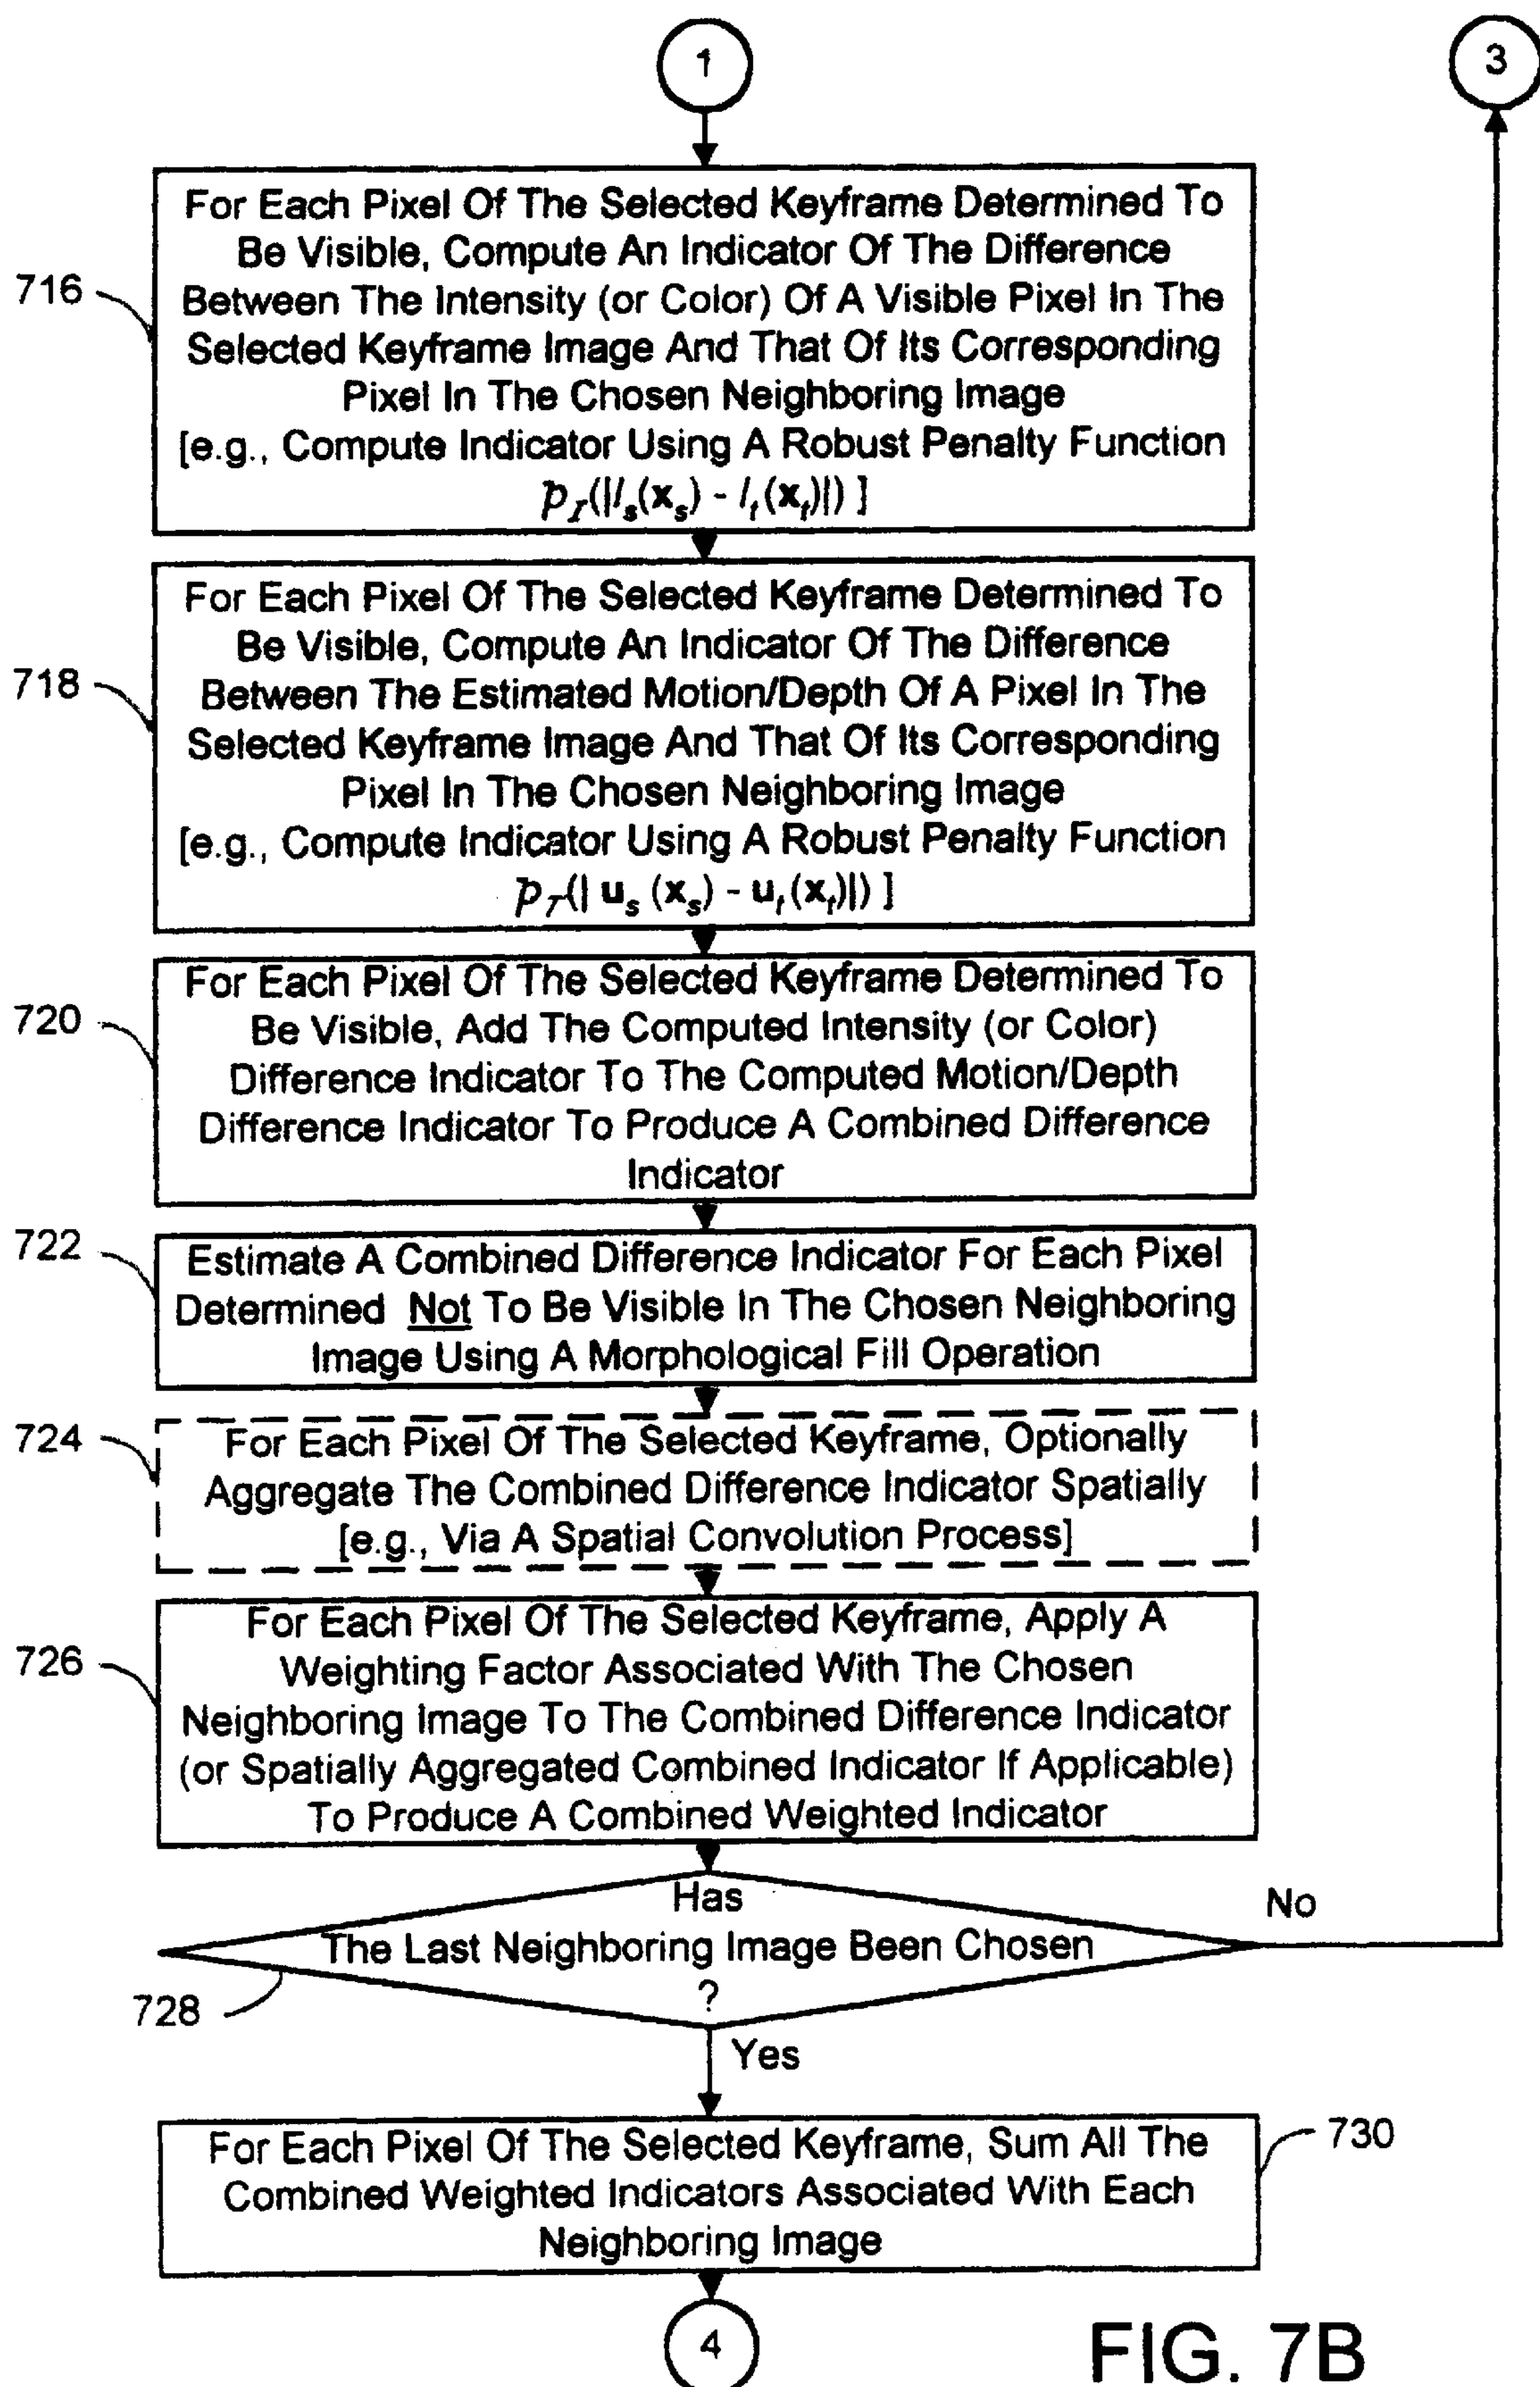 1
3
716
For Each Pixel Of The Selected Keyframe Determined To
Be Visible, Compute An Indicator Of The Difference
Between The Intensity (or Color) Of A Visible Pixel In The
Selected Keyframe Image And That Of Its Corresponding
Pixel In The Chosen Neighboring Image
[e.g., Compute Indicator Using A Robust Penalty Function
p_I(|I_s(x_s) - I_t(x_t)|) ]
718
For Each Pixel Of The Selected Keyframe Determined To
Be Visible, Compute An Indicator Of The Difference
Between The Estimated Motion/Depth Of A Pixel In The
Selected Keyframe Image And That Of Its Corresponding
Pixel In The Chosen Neighboring Image
[e.g., Compute Indicator Using A Robust Penalty Function
p_T(| u_s (x_s) - u_t(x_t)|) ]
720
For Each Pixel Of The Selected Keyframe Determined To
Be Visible, Add The Computed Intensity (or Color)
Difference Indicator To The Computed Motion/Depth
Difference Indicator To Produce A Combined Difference
Indicator
722
Estimate A Combined Difference Indicator For Each Pixel
Determined Not To Be Visible In The Chosen Neighboring
Image Using A Morphological Fill Operation
724
For Each Pixel Of The Selected Keyframe, Optionally
Aggregate The Combined Difference Indicator Spatially
[e.g., Via A Spatial Convolution Process]
726
For Each Pixel Of The Selected Keyframe, Apply A
Weighting Factor Associated With The Chosen
Neighboring Image To The Combined Difference Indicator
(or Spatially Aggregated Combined Indicator If Applicable)
To Produce A Combined Weighted Indicator
Has
The Last Neighboring Image Been Chosen
?
No
728
Yes
730
For Each Pixel Of The Selected Keyframe, Sum All The
Combined Weighted Indicators Associated With Each
Neighboring Image
4
FIG. 7B